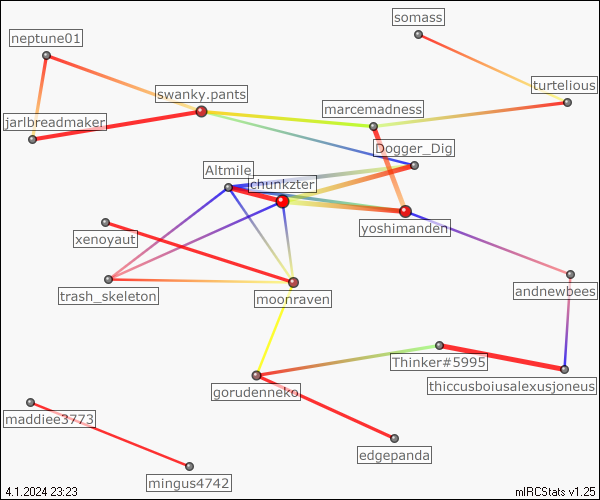 somass
neptune01
turtelious
swanky.pants
marcemadness
jarlbreadmaker
Dogger_Dig
Altmile
chunkzter
yoshimanden
xenoyaut
andnewbees
trash_skeleton
moonraven
Thinker#5995
thiccusboiusalexusjoneus
gorudenneko
maddiee3773
edgepanda
mingus4742
4.1.2024 23:23
mIRCStats v1.25